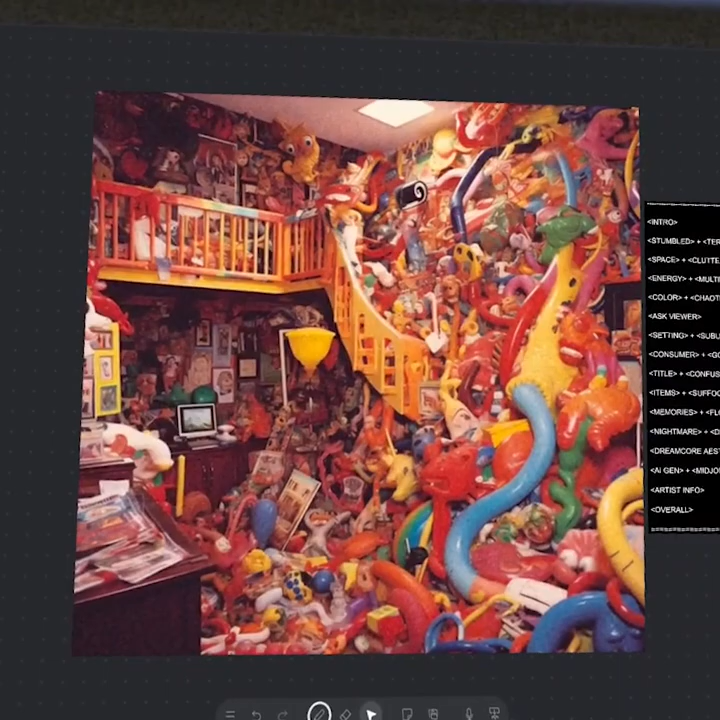 <INTRO>
<STUMBLED> + <TER
<SPACE> + <CLUTTE
<ENERGY> + <MULTI
<COLOR> + <CHAOT
<ASK VIEWER>
<SETTING> + <SUBU
<CONSUMER> + <GO
<TITLE> + <CONFUS
<ITEMS> + <SUFFOC
<MEMORIES> + <FL
<NIGHTMARE> + <D
<DREAMCORE AEST
<AI GEN> + <MIDJO
<ARTIST INFO>
<OVERALL>